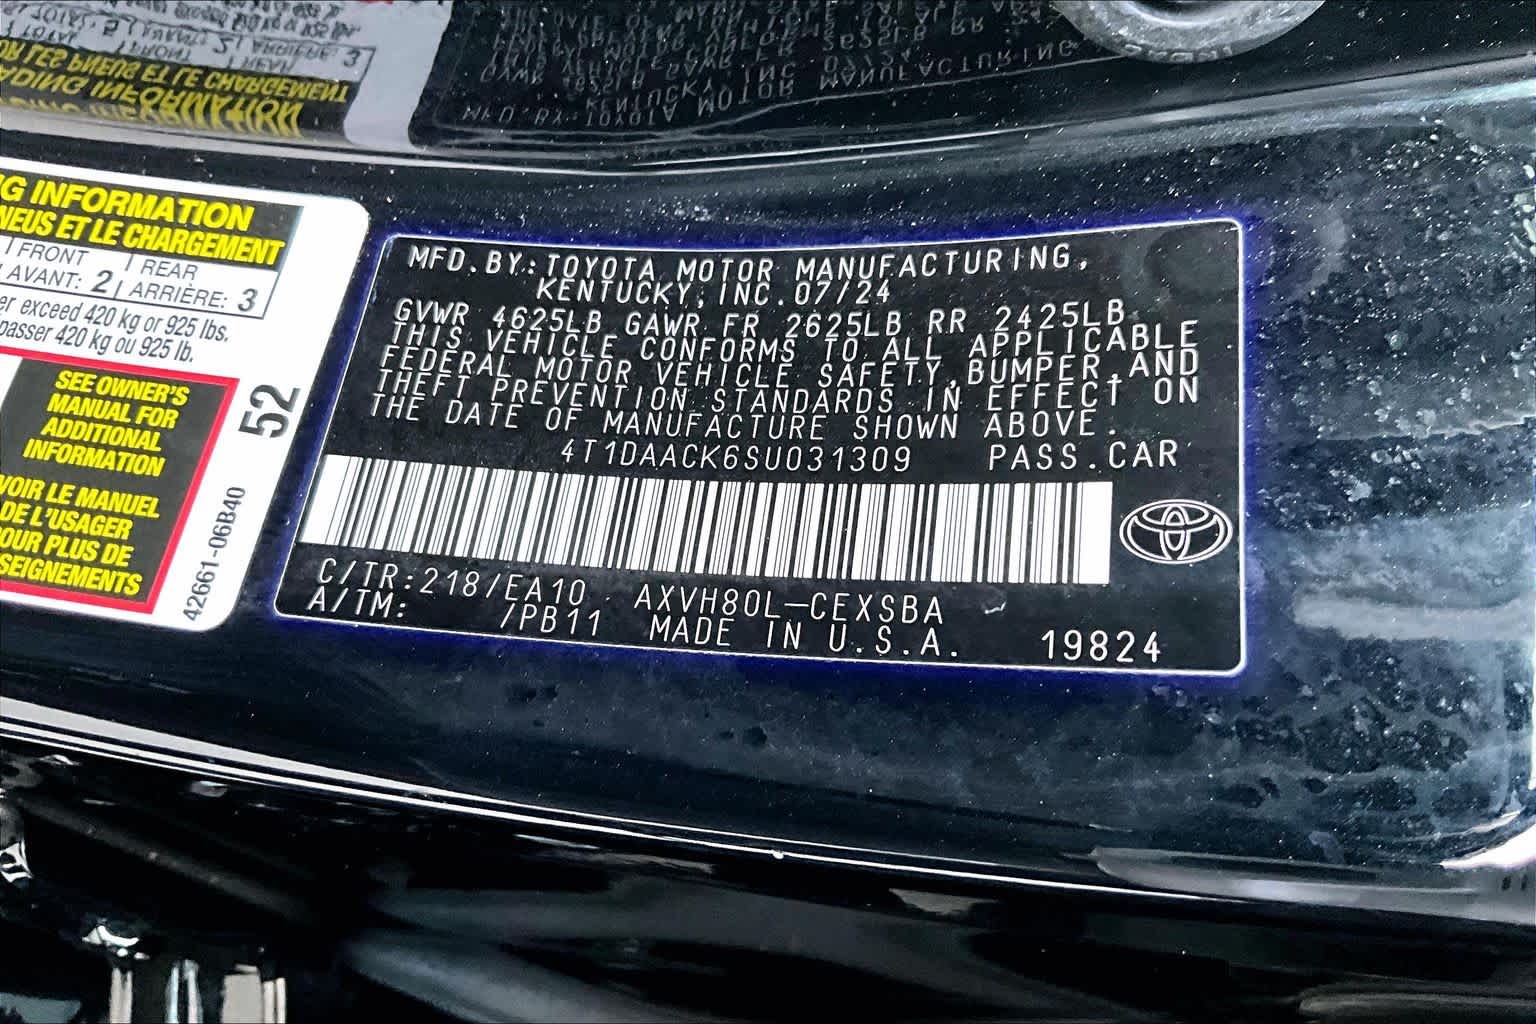 G INFORMATION
NEUS ET LE CHARGEMENT
FRONT REAR
AVANT: 2 ARRIÈRE: 3
er exceed 420 kg or 925 lbs.
passer 420 kg ou 925 lb.
SEE OWNER'S
MANUAL FOR
ADDITIONAL
INFORMATION
VOIR LE MANUEL
DE L'USAGER
POUR PLUS DE
SEIGNEMENTS
52
42661-06B40
MFD.BY:TOYOTA MOTOR MANUFACTURING,
KENTUCKY,INC.07/24
GVWR 4625LB GAWR FR 2625LB RR 2425LB
THIS VEHICLE CONFORMS TO ALL APPLICABLE
FEDERAL MOTOR VEHICLE SAFETY,BUMPER,AND
THEFT PREVENTION STANDARDS IN EFFECT ON
THE DATE OF MANUFACTURE SHOWN ABOVE.
4T1DAACK6SU031309 PASS.CAR
C/TR:218/EA10 AXVH80L-CEXSBA
A/TM: /PB11 MADE IN U.S.A. 19824